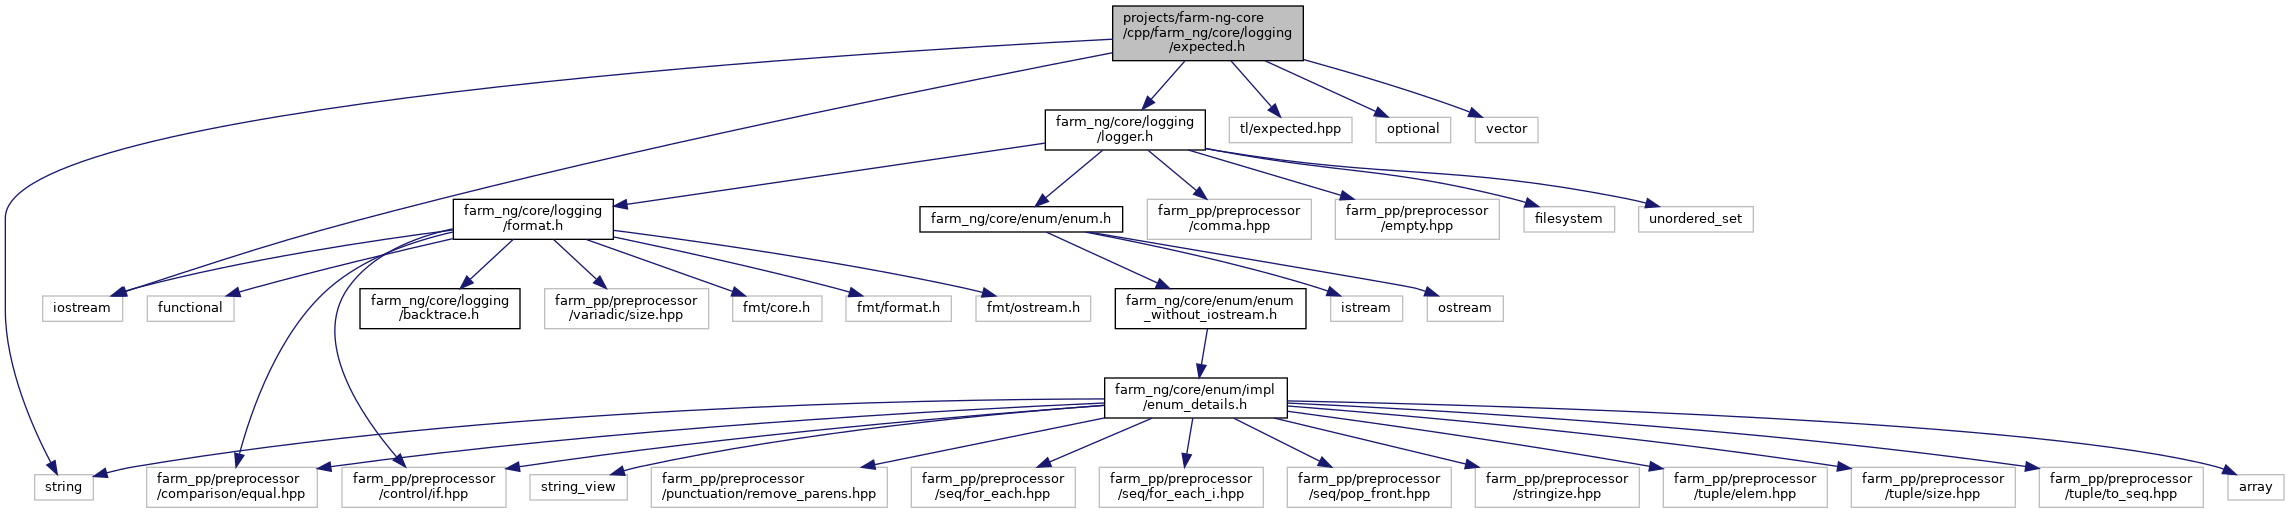 projects/farm-ng-core
/cpp/farm_ng/core/logging
/expected.h
farm_ng/core/logging
/logger.h
tl/expected.hpp
optional
vector
farm_ng/core/logging
/format.h
farm_ng/core/enum/enum.h
farm_pp/preprocessor
/comma.hpp
farm_pp/preprocessor
/empty.hpp
filesystem
unordered_set
iostream
functional
farm_ng/core/logging
/backtrace.h
farm_pp/preprocessor
/variadic/size.hpp
fmt/core.h
fmt/format.h
fmt/ostream.h
farm_ng/core/enum/enum
_without_iostream.h
istream
ostream
farm_ng/core/enum/impl
/enum_details.h
string
farm_pp/preprocessor
/comparison/equal.hpp
farm_pp/preprocessor
/control/if.hpp
string_view
farm_pp/preprocessor
/punctuation/remove_parens.hpp
farm_pp/preprocessor
/seq/for_each.hpp
farm_pp/preprocessor
/seq/for_each_i.hpp
farm_pp/preprocessor
/seq/pop_front.hpp
farm_pp/preprocessor
/stringize.hpp
farm_pp/preprocessor
/tuple/elem.hpp
farm_pp/preprocessor
/tuple/size.hpp
farm_pp/preprocessor
/tuple/to_seq.hpp
array